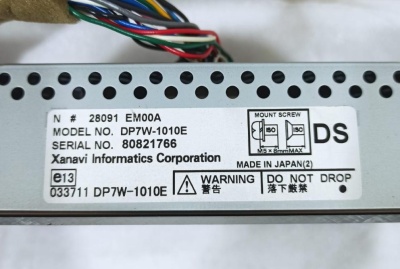 N # 28091 EM00A
MODEL NO. DP7W-1010E
SERIAL NO. 80821766
Xanavi Informatics Corporation
MOUNT SCREW
ISO ISO
M5×8mmMAX
DS
MADE IN JAPAN(2)
e13
033711 DP7W-1010E
WARNING DO NOT DROP
警告 落下厳禁